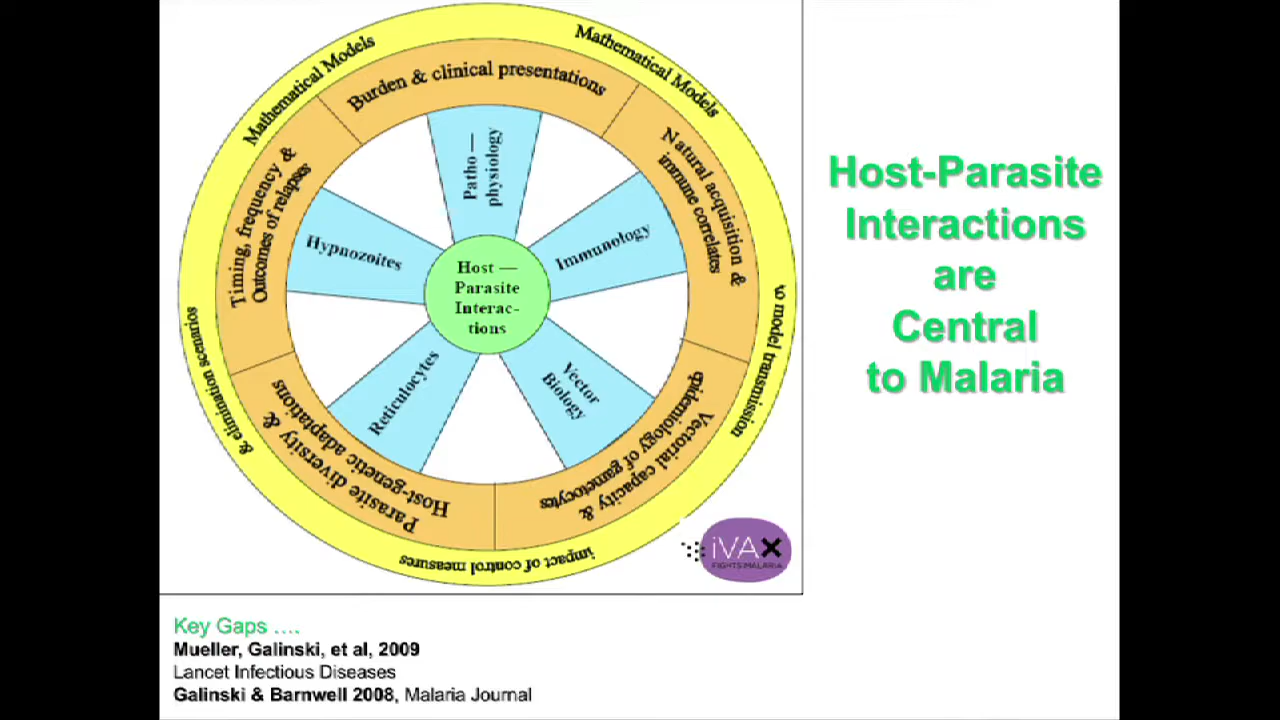 Mathematical Models
Mathematical Models
to model transmission
impact of control measures
& elimination scenarios
Burden & clinical presentations
Natural acquisition &
immune correlates
Vectorial capacity &
epidemiology of gametocytes
Parasite diversity &
Host-genetic adaptations
Timing, frequency &
Outcomes of relapses
Patho —
physiology
Immunology
Vector
Biology
Reticulocytes
Hypnozoites
Host —
Parasite
Interac-
tions
iVAX
FIGHTS MALARIA
Host-Parasite
Interactions
are
Central
to Malaria
Key Gaps ....
Mueller, Galinski, et al, 2009
Lancet Infectious Diseases
Galinski & Barnwell 2008, Malaria Journal